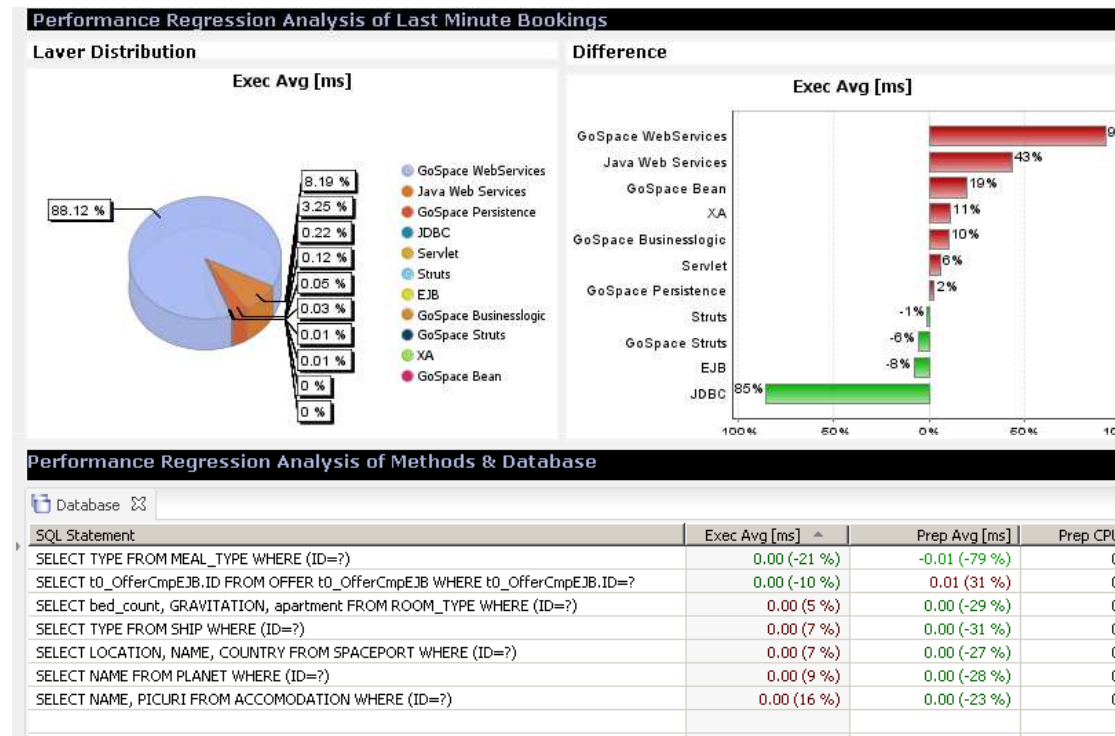 Performance Regression Analysis of Last Minute Bookings
Laver Distribution
Difference
Exec Avg [ms]
88.12 %
8.19 %
3.25 %
0.22 %
0.12 %
0.05 %
0.03 %
0.01 %
0.01 %
0 %
0 %
GoSpace WebServices
Java Web Services
GoSpace Persistence
JDBC
Servlet
Struts
EJB
GoSpace Businesslogic
GoSpace Struts
XA
GoSpace Bean
Exec Avg [ms]
GoSpace WebServices
Java Web Services 43%
GoSpace Bean 19%
XA 11%
GoSpace Businesslogic 10%
Servlet 6%
GoSpace Persistence 2%
Struts -1%
GoSpace Struts -6%
EJB -8%
JDBC 85%
100% 50% 0% 50%
Performance Regression Analysis of Methods & Database
Database
SQL Statement Exec Avg [ms] Prep Avg [ms] Prep CPU
SELECT TYPE FROM MEAL_TYPE WHERE (ID=?) 0.00 (-21 %) -0.01 (-79 %)
SELECT t0_OfferCmpEJB.ID FROM OFFER t0_OfferCmpEJB WHERE t0_OfferCmpEJB.ID=? 0.00 (-10 %) 0.01 (31 %)
SELECT bed_count, GRAVITATION, apartment FROM ROOM_TYPE WHERE (ID=?) 0.00 (5 %) 0.00 (-29 %)
SELECT TYPE FROM SHIP WHERE (ID=?) 0.00 (7 %) 0.00 (-31 %)
SELECT LOCATION, NAME, COUNTRY FROM SPACEPORT WHERE (ID=?) 0.00 (7 %) 0.00 (-27 %)
SELECT NAME FROM PLANET WHERE (ID=?) 0.00 (9 %) 0.00 (-28 %)
SELECT NAME, PICURI FROM ACCOMODATION WHERE (ID=?) 0.00 (16 %) 0.00 (-23 %)